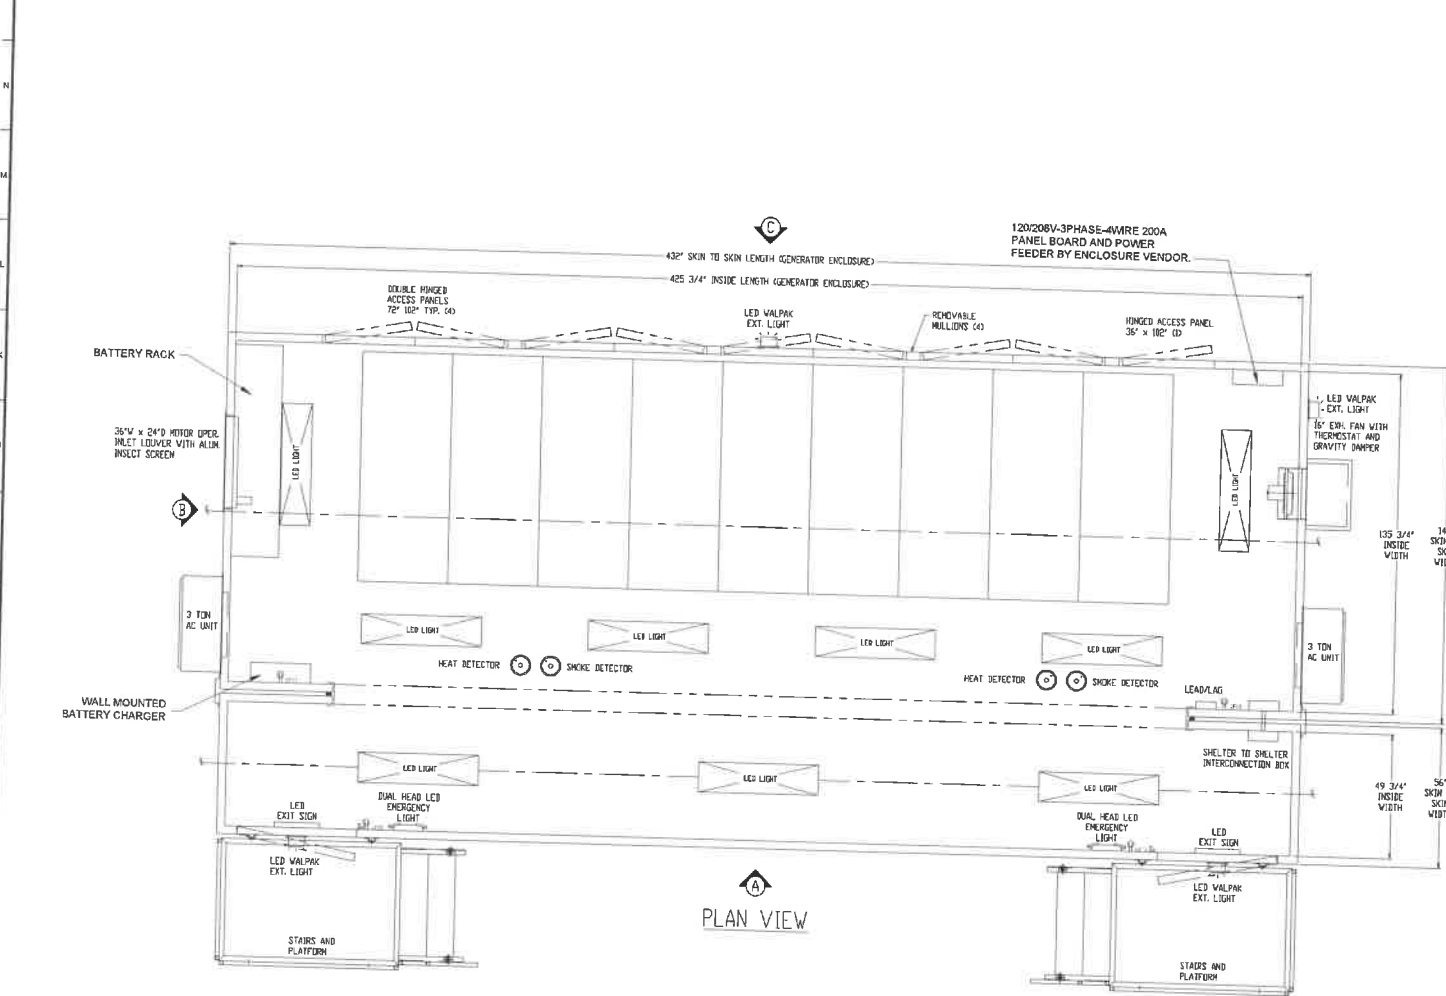 N
M
L
K
C
120/208V-3PHASE-4WIRE 200A
PANEL BOARD AND POWER
FEEDER BY ENCLOSURE VENDOR.
432" SKIN TO SKIN LENGTH (GENERATOR ENCLOSURE)
425 3/4" INSIDE LENGTH (GENERATOR ENCLOSURE)
DOUBLE HINGED
ACCESS PANELS
72" 102" TYP. (4)
LED WALPAK
EXT. LIGHT
REMOVABLE
MULLIONS (4)
HINGED ACCESS PANEL
36" x 102" (1)
BATTERY RACK
LED WALPAK
EXT. LIGHT
36"W x 24"D MOTOR OPER.
INLET LOUVER WITH ALUM.
INSECT SCREEN
LED LIGHT
LED LIGHT
16" EXH. FAN WITH
THERMOSTAT AND
GRAVITY DAMPER
B
135 3/4"
INSIDE
WIDTH
3 TON
AC UNIT
LED LIGHT
LED LIGHT
LED LIGHT
LED LIGHT
3 TON
AC UNIT
HEAT DETECTOR
SMOKE DETECTOR
HEAT DETECTOR
SMOKE DETECTOR
WALL MOUNTED
BATTERY CHARGER
LEAD/LAG
SHELTER TO SHELTER
INTERCONNECTION BOX
LED LIGHT
LED LIGHT
LED LIGHT
49 3/4"
INSIDE
WIDTH
56"
SKIN
LED
EXIT SIGN
DUAL HEAD LED
EMERGENCY
LIGHT
DUAL HEAD LED
EMERGENCY
LIGHT
LED
EXIT SIGN
LED WALPAK
EXT. LIGHT
A
LED WALPAK
EXT. LIGHT
PLAN VIEW
STAIRS AND
PLATFORM
STAIRS AND
PLATFORM